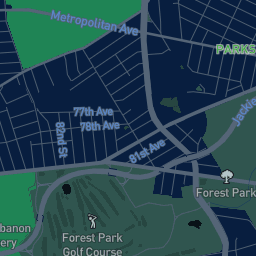 Metropolitan Ave
PARKS
77th Ave
78th Ave
82nd St
81st Ave
Jackie
Forest Park
Forest Park
Golf Course
banon
ery